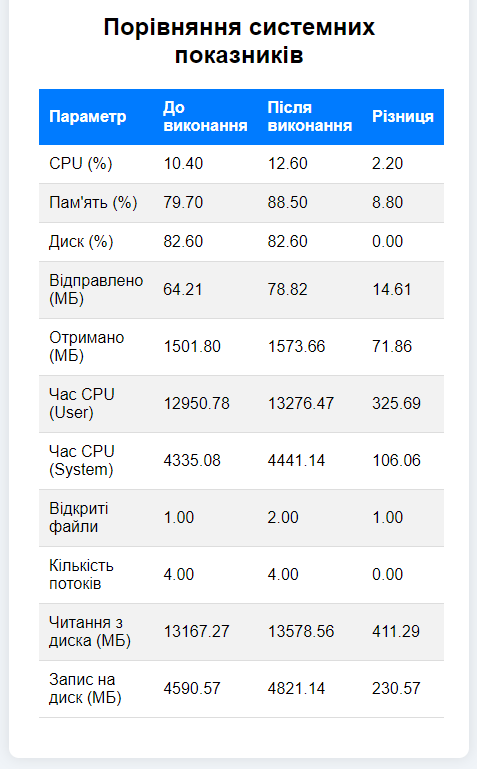 Порівняння системних
показників
Параметр До виконання Після виконання Різниця
CPU (%) 10.40 12.60 2.20
Пам'ять (%) 79.70 88.50 8.80
Диск (%) 82.60 82.60 0.00
Відправлено (МБ) 64.21 78.82 14.61
Отримано (МБ) 1501.80 1573.66 71.86
Час CPU (User) 12950.78 13276.47 325.69
Час CPU (System) 4335.08 4441.14 106.06
Відкриті файли 1.00 2.00 1.00
Кількість потоків 4.00 4.00 0.00
Читання з диска (МБ) 13167.27 13578.56 411.29
Запис на диск (МБ) 4590.57 4821.14 230.57